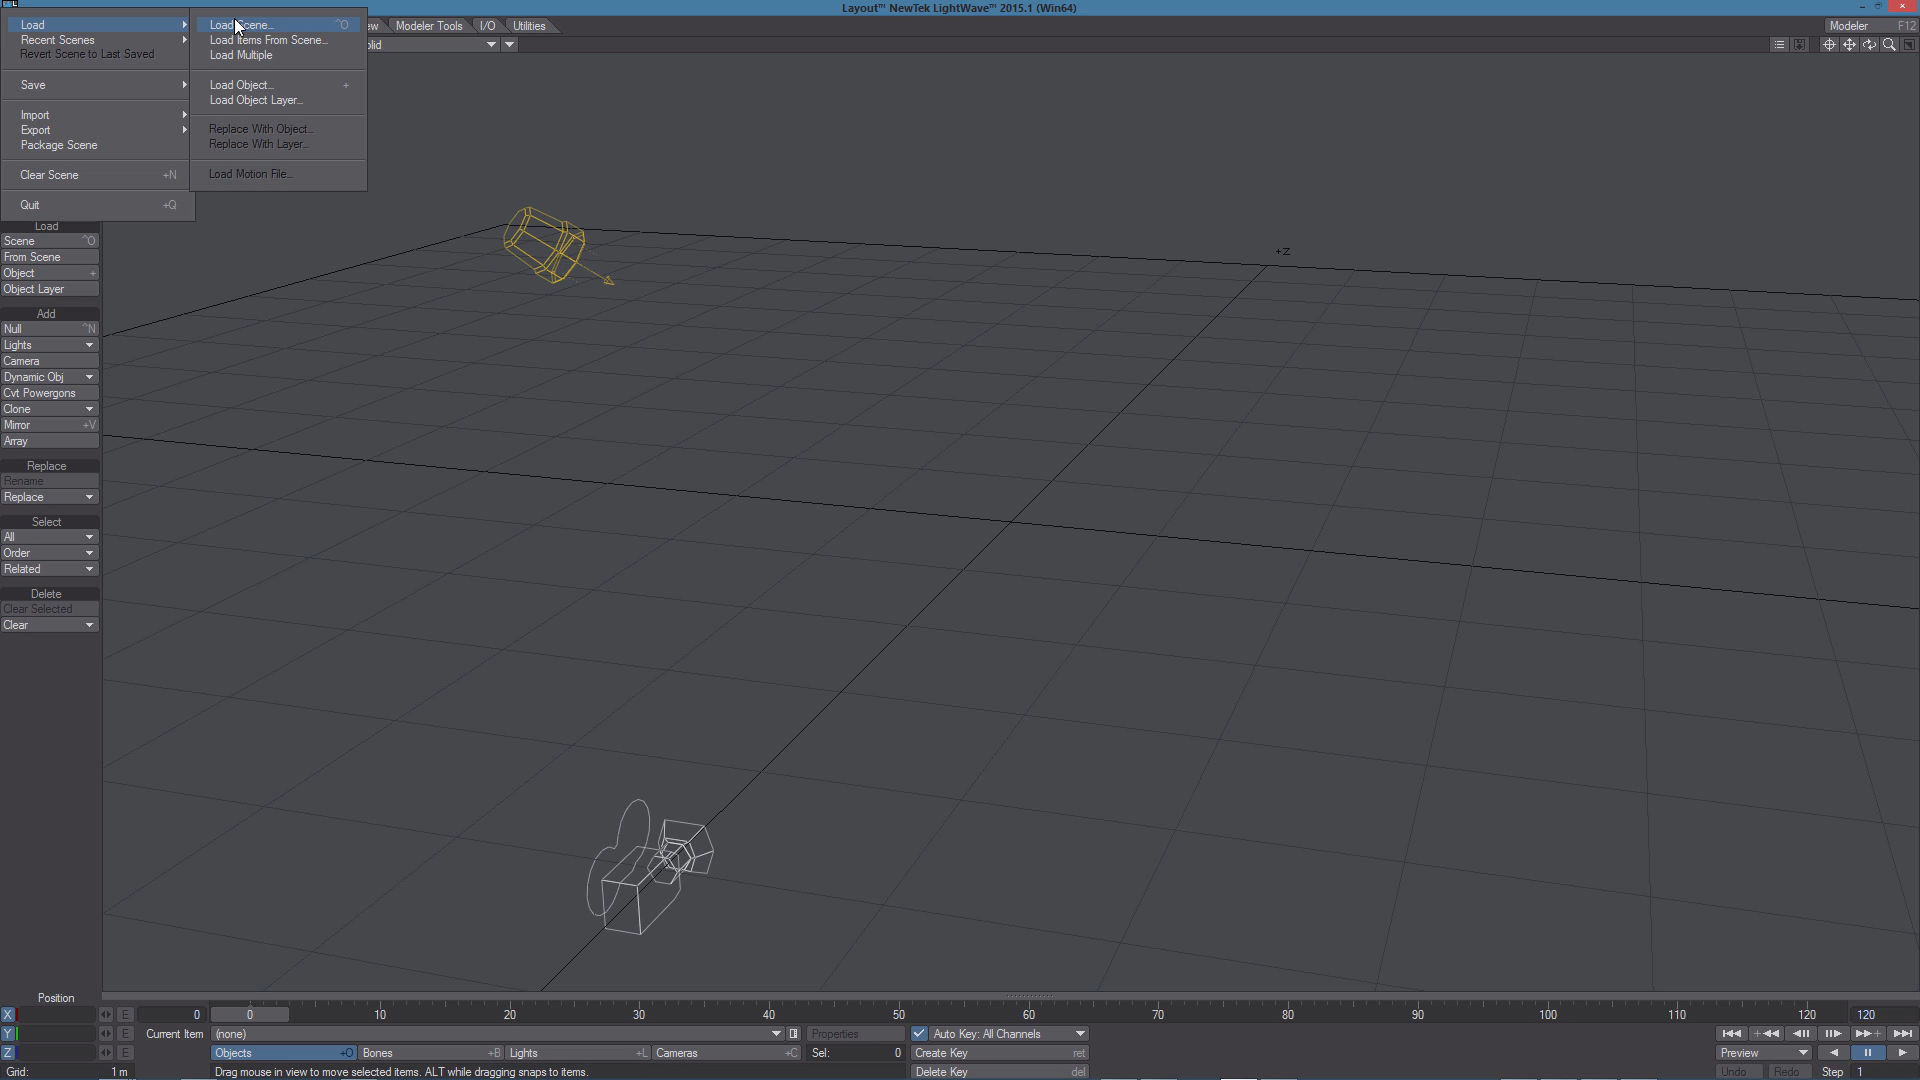 Layout™ NewTek LightWave™ 2015.1 (Win64)
Load
Recent Scenes
Revert Scene to Last Saved
Save
Import
Export
Package Scene
Clear Scene +N
Quit +Q
Load Scene... ^O
Load Items From Scene...
Load Multiple
Load Object... +
Load Object Layer...
Replace With Object...
Replace With Layer...
Load Motion File...
Modeler Tools
I/O
Utilities
Modeler F12
Load
Scene ^O
From Scene
Object +
Object Layer
Add
Null ^N
Lights
Camera
Dynamic Obj
Cvt Powergons
Clone
Mirror +V
Array
Replace
Rename
Replace
Select
All
Order
Related
Delete
Clear Selected
Clear
+Z
Position
X E 0 0 10 20 30 40 50 60 70 80 90 100 110 120 120
Y E Current Item (none) Properties Auto Key: All Channels
Z E Objects +O Bones +B Lights +L Cameras +C Sel: 0 Create Key ret Preview
Grid: 1 m Drag mouse in view to move selected items. ALT while dragging snaps to items. Delete Key del Undo Redo Step 1